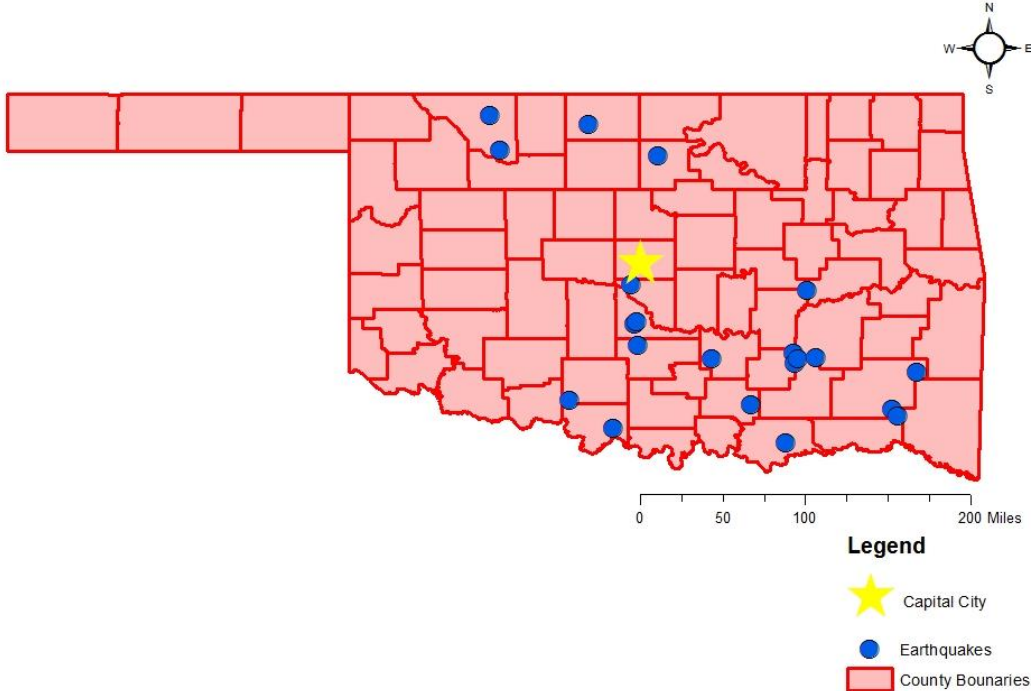 N
W E
S
0 50 100 200 Miles
Legend
Capital City
Earthquakes
County Bounaries